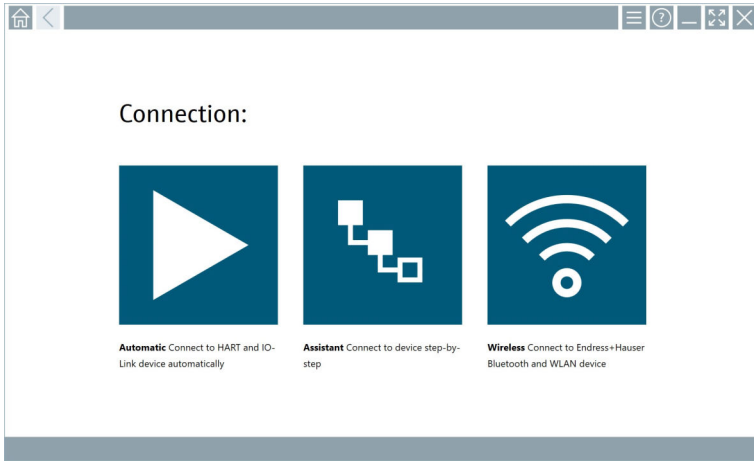 Connection:
Automatic Connect to HART and IO-
Link device automatically
Assistant Connect to device step-by-
step
Wireless Connect to Endress+Hauser
Bluetooth and WLAN device